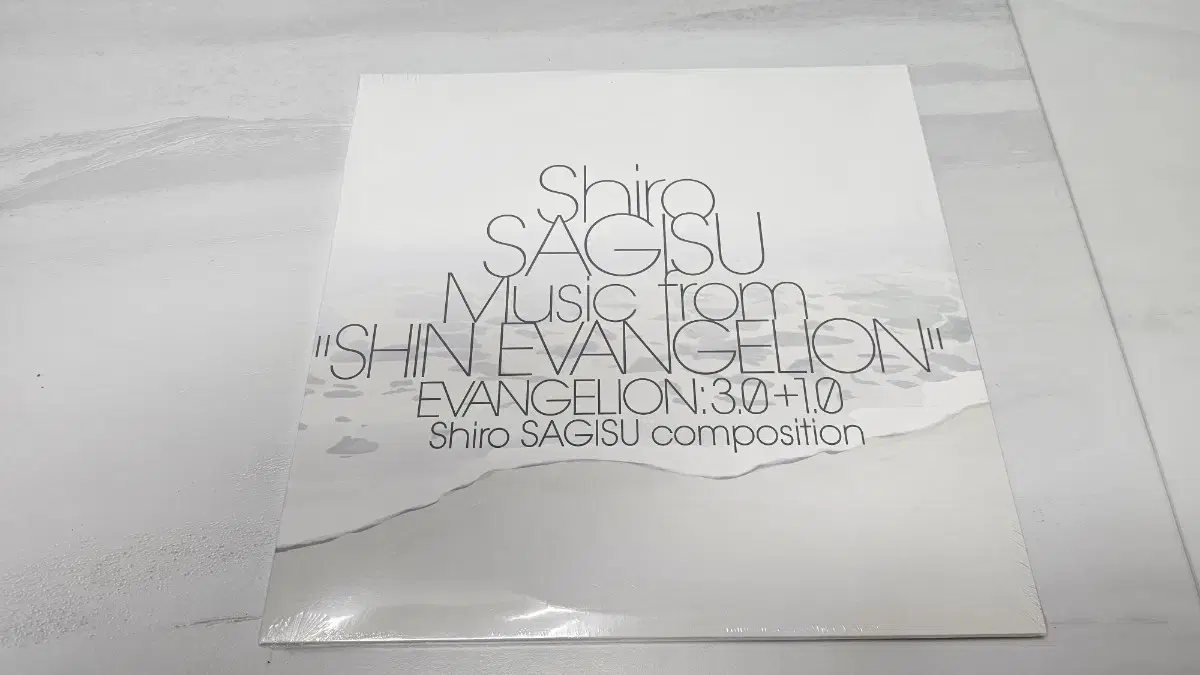 Shiro
SAGISU
Music from
"SHIN EVANGELION"
EVANGELION:3.0+1.0
Shiro SAGISU composition